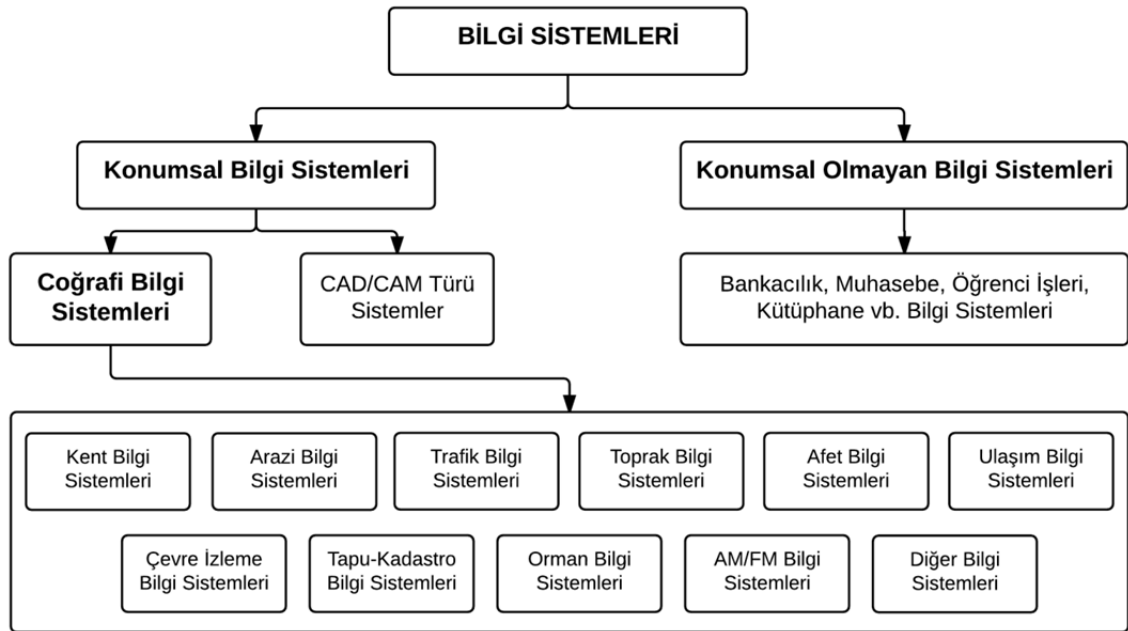 BİLGİ SİSTEMLERİ
Konumsal Bilgi Sistemleri
Konumsal Olmayan Bilgi Sistemleri
Coğrafi Bilgi
Sistemleri
CAD/CAM Türü
Sistemler
Bankacılık, Muhasebe, Öğrenci İşleri,
Kütüphane vb. Bilgi Sistemleri
Kent Bilgi
Sistemleri
Arazi Bilgi
Sistemleri
Trafik Bilgi
Sistemleri
Toprak Bilgi
Sistemleri
Afet Bilgi
Sistemleri
Ulaşım Bilgi
Sistemleri
Çevre İzleme
Bilgi Sistemleri
Tapu-Kadastro
Bilgi Sistemleri
Orman Bilgi
Sistemleri
AM/FM Bilgi
Sistemleri
Diğer Bilgi
Sistemleri